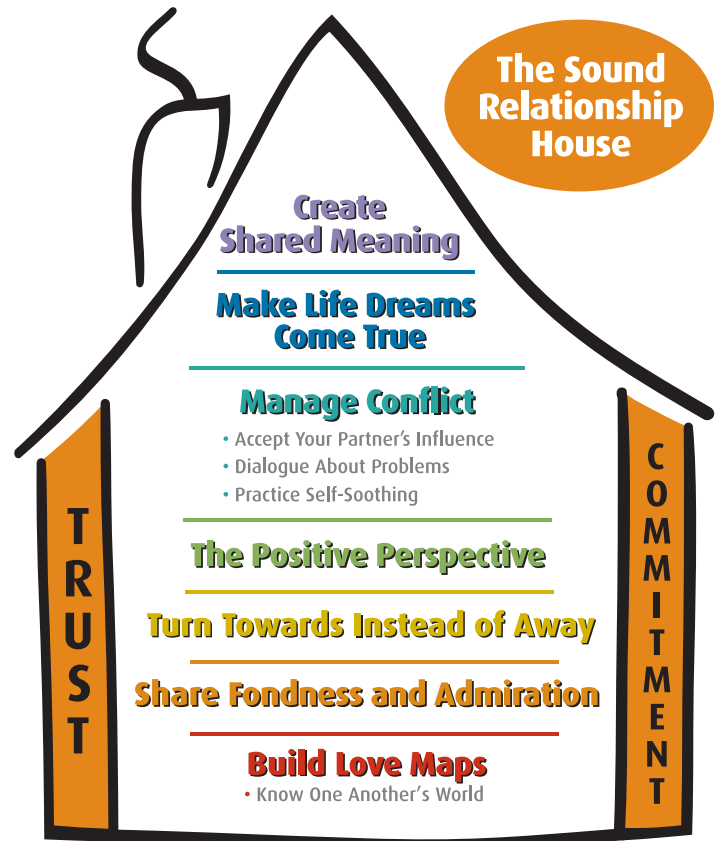 The Sound
Relationship
House
Create
Shared Meaning
Make Life Dreams
Come True
Manage Conflict
• Accept Your Partner's Influence
• Dialogue About Problems
• Practice Self-Soothing
The Positive Perspective
Turn Towards Instead of Away
Share Fondness and Admiration
Build Love Maps
• Know One Another's World
TRUST
COMMITMENT